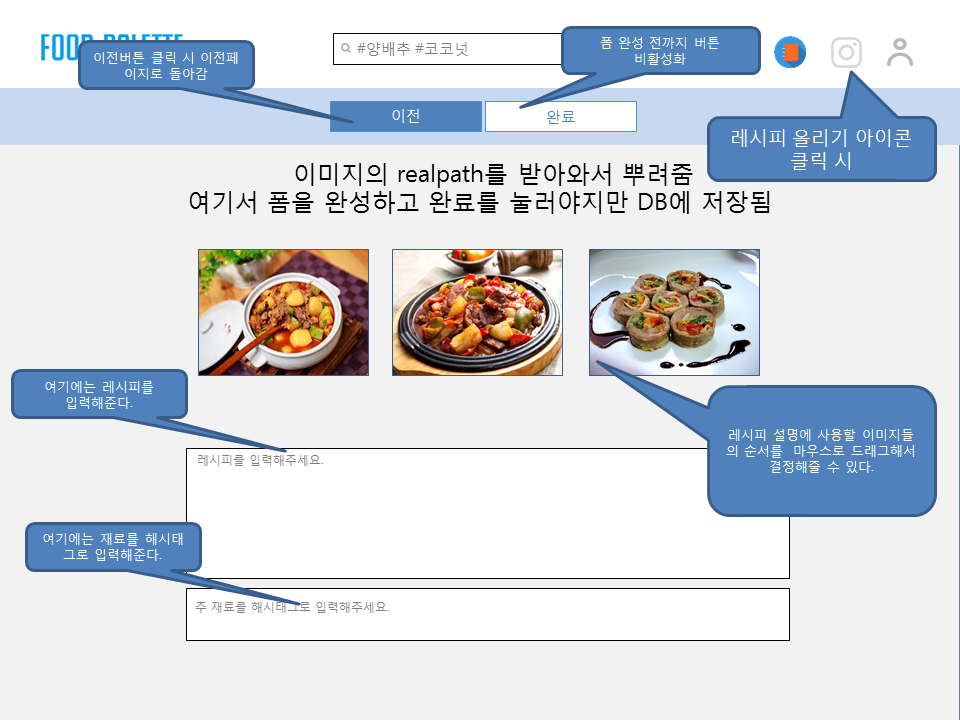 FOOD PALETTE
#양배추 #코코넛
이전버튼 클릭 시 이전페
이지로 돌아감
폼 완성 전까지 버튼
비활성화
이전
완료
레시피 올리기 아이콘
클릭 시
이미지의 realpath를 받아와서 뿌려줌
여기서 폼을 완성하고 완료를 눌러야지만 DB에 저장됨
여기에는 레시피를
입력해준다.
레시피 설명에 사용할 이미지들
의 순서를 마우스로 드래그해서
결정해줄 수 있다.
레시피를 입력해주세요.
여기에는 재료를 해시태
그로 입력해준다.
주 재료를 해시태그로 입력해주세요.